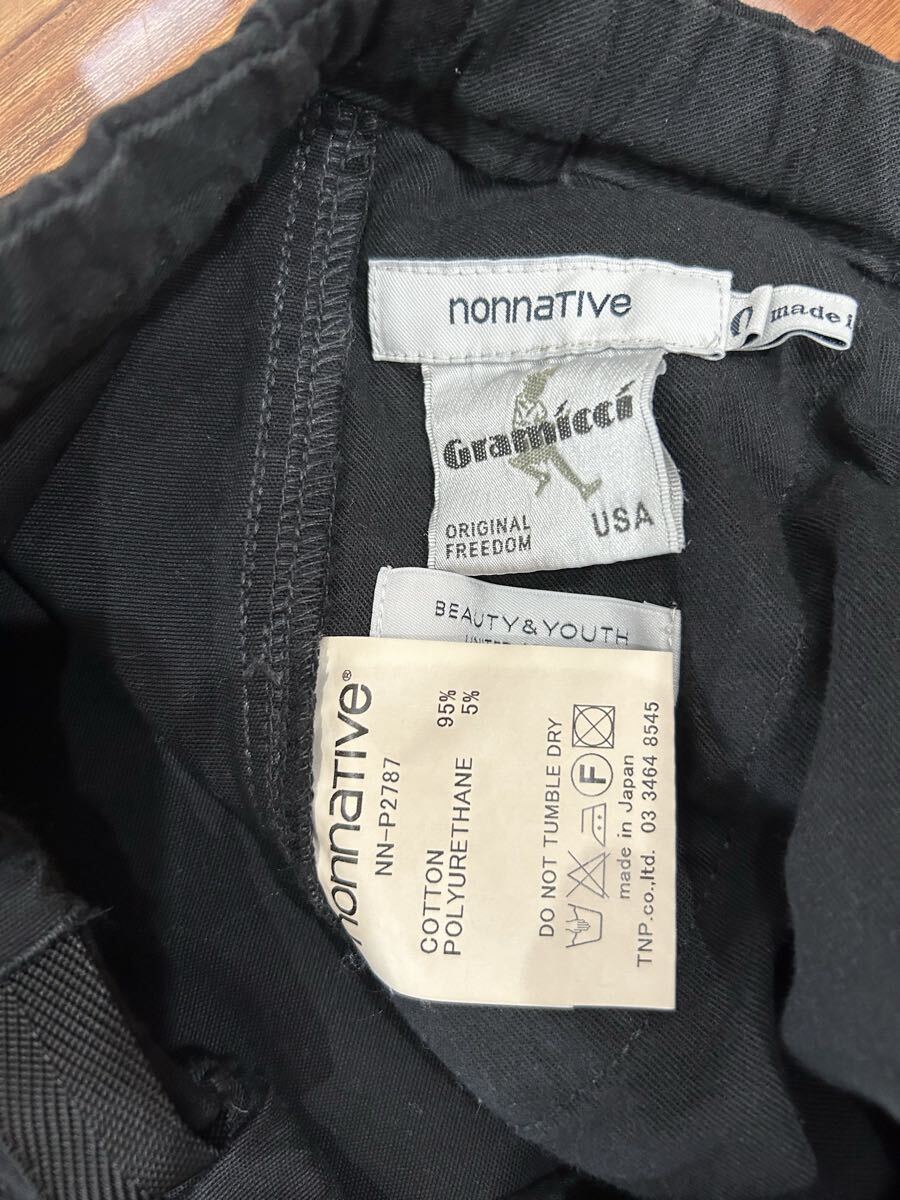 nonnative
0 made i
Gramicci
ORIGINAL
FREEDOM
USA
BEAUTY & YOUTH
nonnative®
NN-P2787
COTTON 95%
POLYURETHANE 5%
DO NOT TUMBLE DRY
F
made in Japan
TNP.co.,ltd. 03 3464 8545